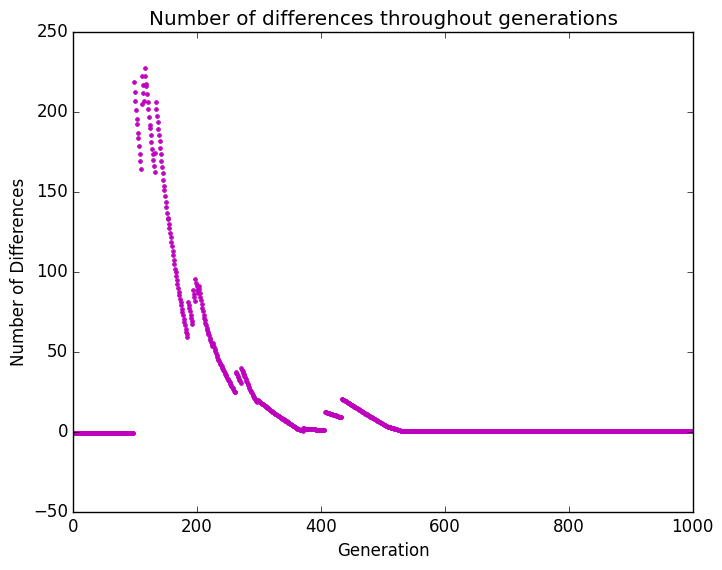 Number of differences throughout generations
250
200
150
100
50
0
−50
Number of Differences
0 200 400 600 800 1000
Generation